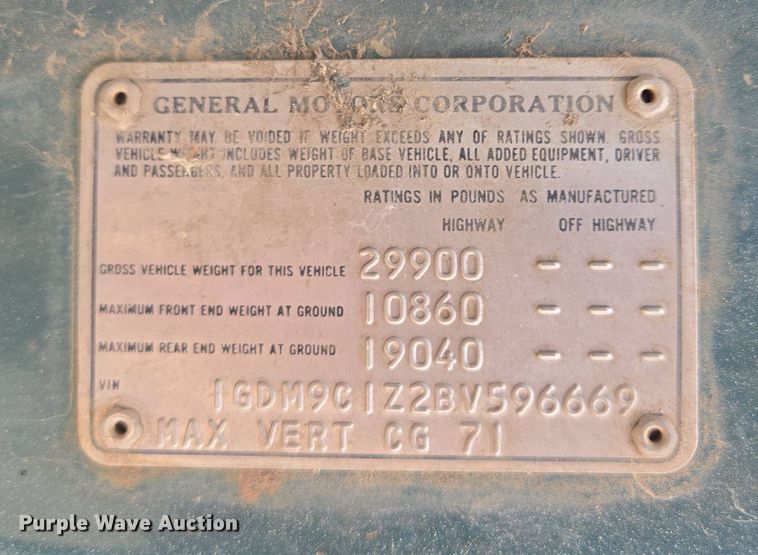 GENERAL MOTORS CORPORATION
WARRANTY MAY BE VOIDED IF WEIGHT EXCEEDS ANY OF RATINGS SHOWN. GROSS
VEHICLE WEIGHT INCLUDES WEIGHT OF BASE VEHICLE, ALL ADDED EQUIPMENT, DRIVER
AND PASSENGERS, AND ALL PROPERTY LOADED INTO OR ONTO VEHICLE.
RATINGS IN POUNDS AS MANUFACTURED
HIGHWAY OFF HIGHWAY
GROSS VEHICLE WEIGHT FOR THIS VEHICLE 29900 - - -
MAXIMUM FRONT END WEIGHT AT GROUND 10860 - - -
MAXIMUM REAR END WEIGHT AT GROUND 19040 - - -
VIN 1GDM9C1Z2BV596669
MAX VERT CG 71
Purple Wave Auction